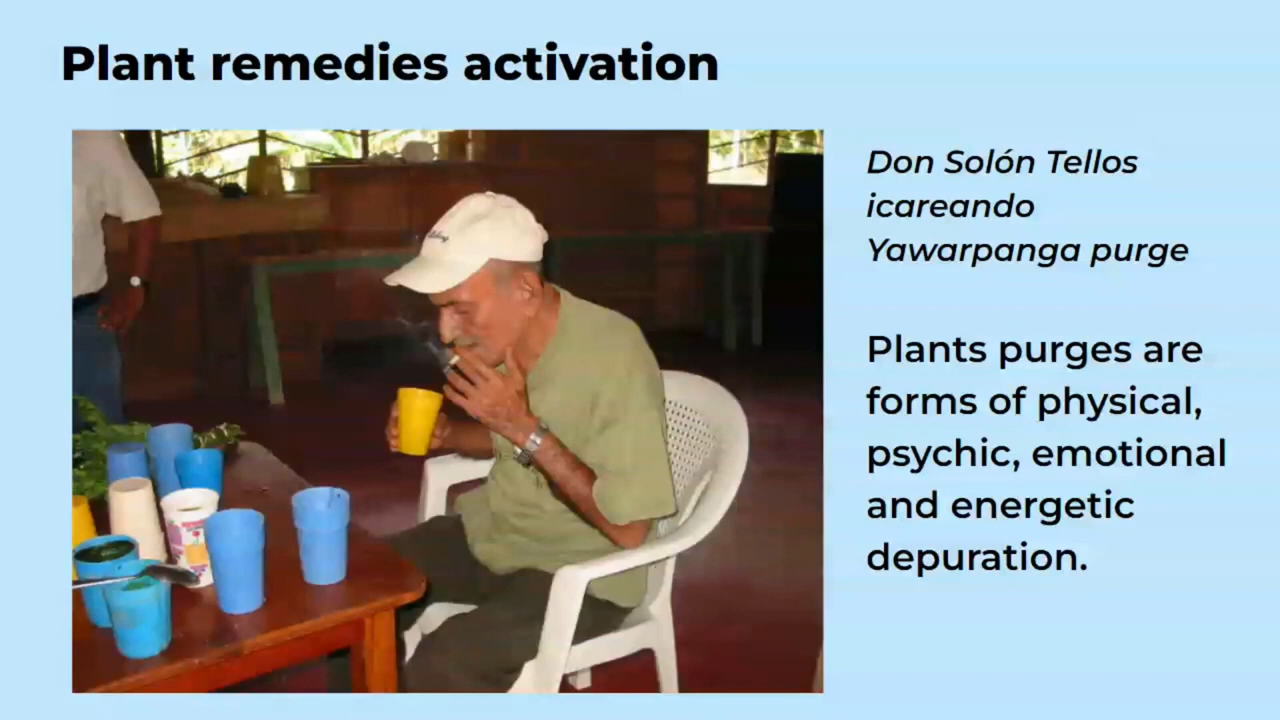 Plant remedies activation
Don Solón Tellos
icareando
Yawarpanga purge
Plants purges are
forms of physical,
psychic, emotional
and energetic
depuration.